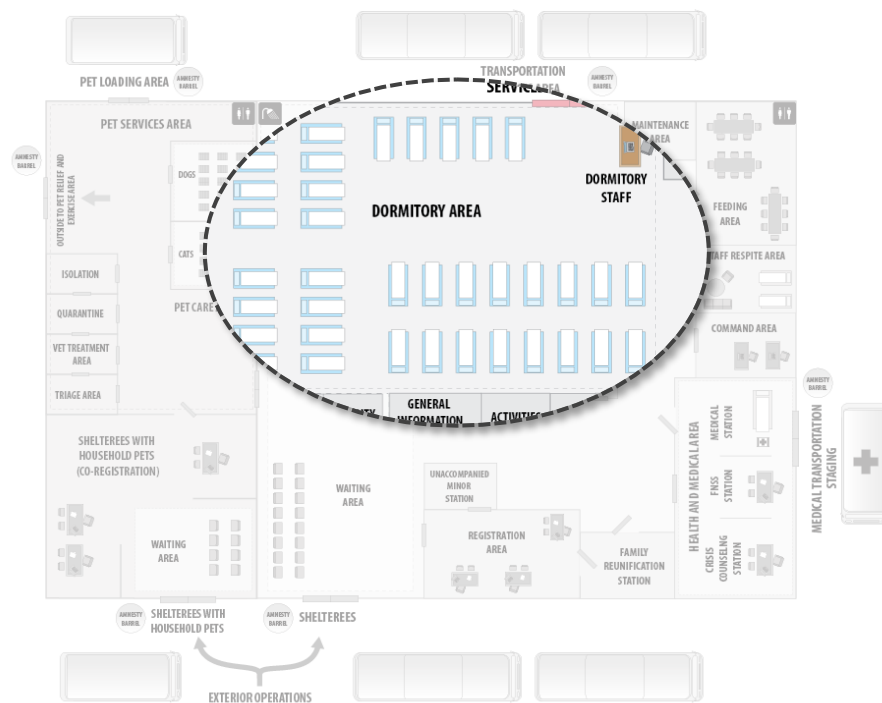 TRANSPORTATION
SERVICE AREA
AMNESTY
BARREL
PET LOADING AREA
AMNESTY
BARREL
PET SERVICES AREA
MAINTENANCE
AREA
AMNESTY
BARREL
OUTSIDE TO PET RELIEF AND
EXERCISE AREA
DOGS
DORMITORY
STAFF
DORMITORY AREA
FEEDING
AREA
CATS
STAFF RESPITE AREA
ISOLATION
PET CARE
QUARANTINE
COMMAND AREA
VET TREATMENT
AREA
TRIAGE AREA
GENERAL
INFORMATION
ACTIVITIES
AMNESTY
BARREL
SHELTEREES WITH
HOUSEHOLD PETS
(CO-REGISTRATION)
HEALTH AND MEDICAL AREA
MEDICAL
STATION
FNSS
STATION
CRISIS
COUNSELNG
STATION
MEDICAL TRANSPORTATION
STAGING
UNACCOMPANIED
MINOR
STATION
WAITING
AREA
REGISTRATION
AREA
WAITING
AREA
FAMILY
REUNIFICATION
STATION
AMNESTY
BARREL
SHELTEREES WITH
HOUSEHOLD PETS
AMNESTY
BARREL
SHELTEREES
EXTERIOR OPERATIONS